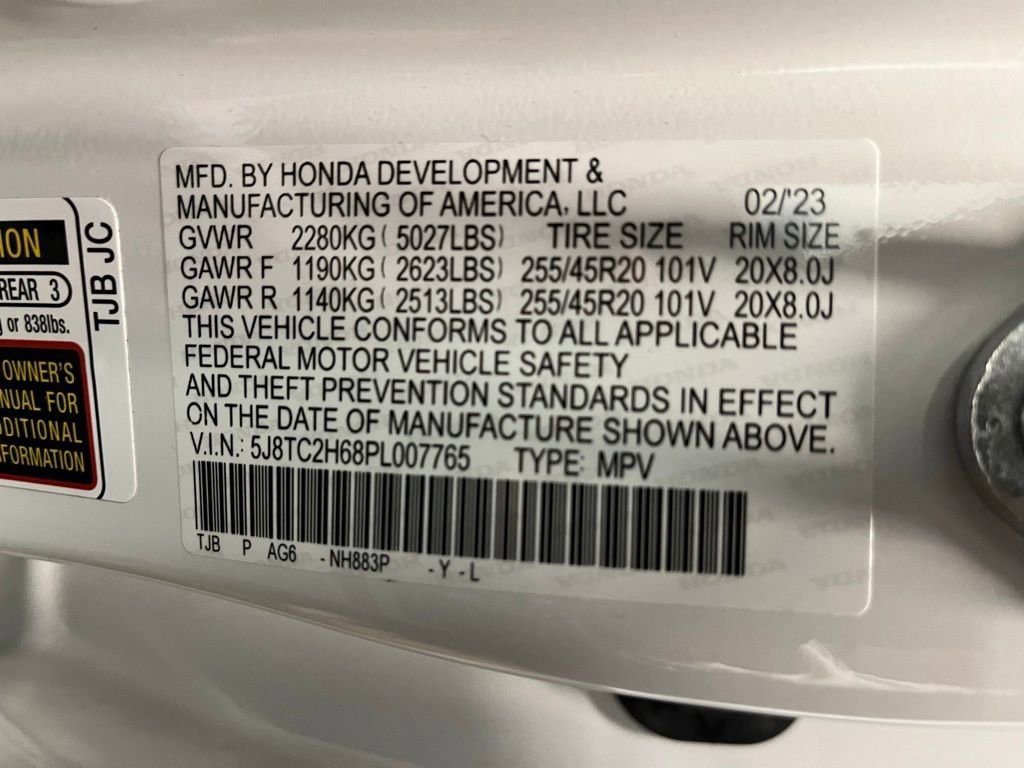 MFD. BY HONDA DEVELOPMENT &
MANUFACTURING OF AMERICA, LLC 02/'23
GVWR 2280KG ( 5027LBS) TIRE SIZE RIM SIZE
GAWR F 1190KG ( 2623LBS) 255/45R20 101V 20X8.0J
GAWR R 1140KG ( 2513LBS) 255/45R20 101V 20X8.0J
THIS VEHICLE CONFORMS TO ALL APPLICABLE
FEDERAL MOTOR VEHICLE SAFETY
AND THEFT PREVENTION STANDARDS IN EFFECT
ON THE DATE OF MANUFACTURE SHOWN ABOVE.
V.I.N.: 5J8TC2H68PL007765 TYPE: MPV
TJB P AG6 -NH883P -Y-L
ION
REAR 3
or 838lbs.
OWNER'S
NUAL FOR
DDITIONAL
FORMATION
TJB JC